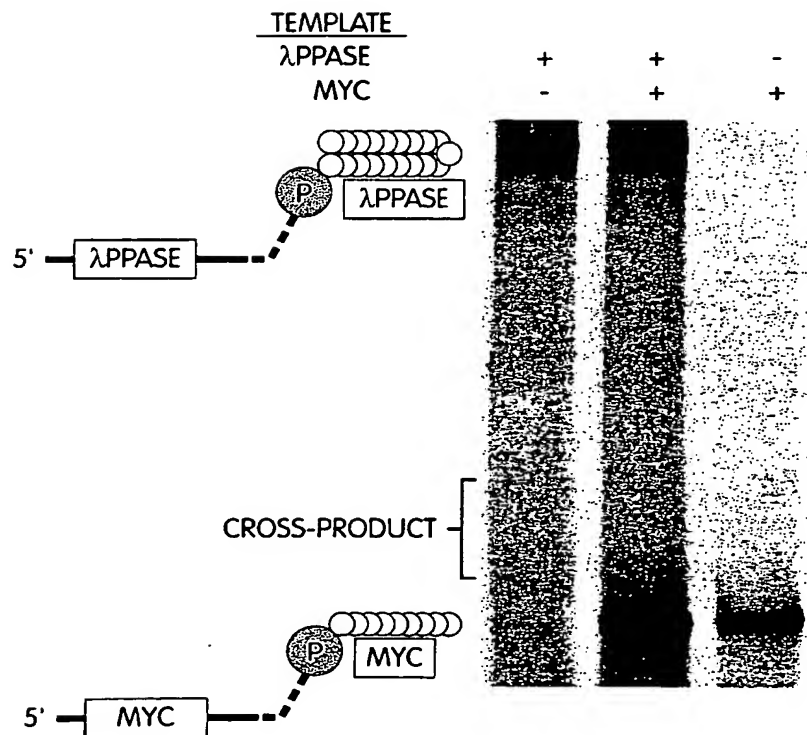 TEMPLATE
λPPASE + + -
MYC - + +
P
λPPASE
5' λPPASE
CROSS-PRODUCT
P
MYC
5' MYC